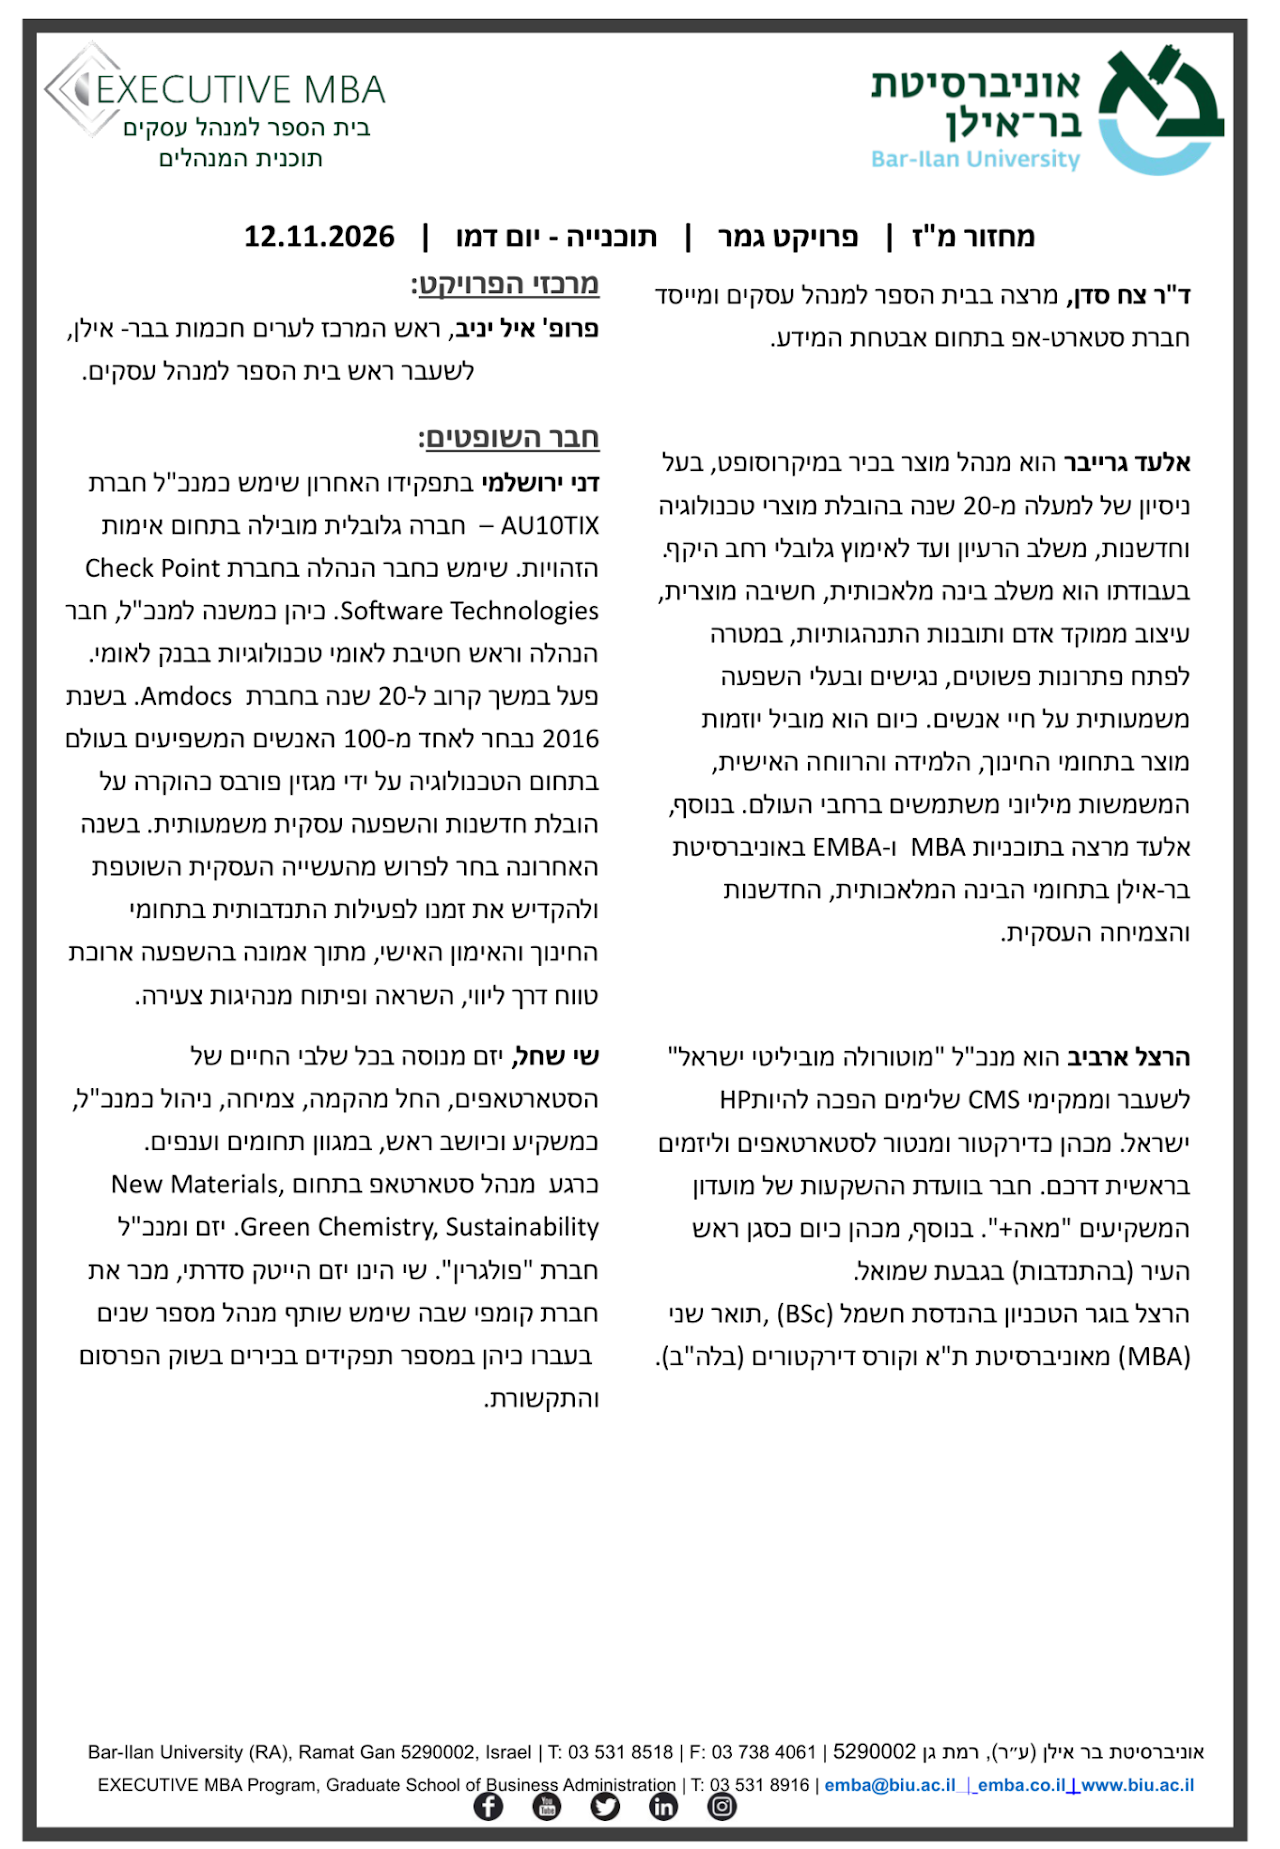 EXECUTIVE MBA
בית הספר למנהל עסקים
תוכנית המנהלים
אוניברסיטת
בר־אילן
Bar-Ilan University
מחזור מ"ז | פרויקט גמר | תוכנייה - יום דמו | 12.11.2026
מרכזי הפרויקט:
פרופ' איל יניב, ראש המרכז לערים חכמות בבר- אילן,
לשעבר ראש בית הספר למנהל עסקים.
ד"ר צח סדן, מרצה בבית הספר למנהל עסקים ומייסד
חברת סטארט-אפ בתחום אבטחת המידע.
חבר השופטים:
דני ירושלמי בתפקידו האחרון שימש כמנכ"ל חברת
AU10TIX – חברה גלובלית מובילה בתחום אימות
הזהויות. שימש כחבר הנהלה בחברת Check Point
Software Technologies. כיהן כמשנה למנכ"ל, חבר
הנהלה וראש חטיבת לאומי טכנולוגיות בבנק לאומי.
פעל במשך קרוב ל-20 שנה בחברת Amdocs. בשנת
2016 נבחר לאחד מ-100 האנשים המשפיעים בעולם
בתחום הטכנולוגיה על ידי מגזין פורבס כהוקרה על
הובלת חדשנות והשפעה עסקית משמעותית. בשנה
האחרונה בחר לפרוש מהעשייה העסקית השוטפת
ולהקדיש את זמנו לפעילות התנדבותית בתחומי
החינוך והאימון האישי, מתוך אמונה בהשפעה ארוכת
טווח דרך ליווי, השראה ופיתוח מנהיגות צעירה.
אלעד גרייבר הוא מנהל מוצר בכיר במיקרוסופט, בעל
ניסיון של למעלה מ-20 שנה בהובלת מוצרי טכנולוגיה
וחדשנות, משלב הרעיון ועד לאימוץ גלובלי רחב היקף.
בעבודתו הוא משלב בינה מלאכותית, חשיבה מוצרית,
עיצוב ממוקד אדם ותובנות התנהגותיות, במטרה
לפתח פתרונות פשוטים, נגישים ובעלי השפעה
משמעותית על חיי אנשים. כיום הוא מוביל יוזמות
מוצר בתחומי החינוך, הלמידה והרווחה האישית,
המשמשות מיליוני משתמשים ברחבי העולם. בנוסף,
אלעד מרצה בתוכניות MBA ו-EMBA באוניברסיטת
בר-אילן בתחומי הבינה המלאכותית, החדשנות
והצמיחה העסקית.
שי שחל, יזם מנוסה בכל שלבי החיים של
הסטארטאפים, החל מהקמה, צמיחה, ניהול כמנכ"ל,
כמשקיע וכיושב ראש, במגוון תחומים וענפים.
כרגע מנהל סטארטאפ בתחום New Materials,
Green Chemistry, Sustainability. יזם ומנכ"ל
חברת "פולגרין". שי הינו יזם הייטק סדרתי, מכר את
חברת קומפי שבה שימש שותף מנהל מספר שנים
בעברו כיהן במספר תפקידים בכירים בשוק הפרסום
והתקשורת.
הרצל ארביב הוא מנכ"ל "מוטורולה מוביליטי ישראל"
לשעבר וממקימי CMS שלימים הפכה להיותHP
ישראל. מכהן כדירקטור ומנטור לסטארטאפים וליזמים
בראשית דרכם. חבר בוועדת ההשקעות של מועדון
המשקיעים "מאה+". בנוסף, מכהן כיום כסגן ראש
העיר (בהתנדבות) בגבעת שמואל.
הרצל בוגר הטכניון בהנדסת חשמל (BSc) ,תואר שני
(MBA) מאוניברסיטת ת"א וקורס דירקטורים (בלה"ב).
Bar-Ilan University (RA), Ramat Gan 5290002, Israel | T: 03 531 8518 | F: 03 738 4061 | 5290002 אוניברסיטת בר אילן (ע״ר), רמת גן
EXECUTIVE MBA Program, Graduate School of Business Administration | T: 03 531 8916 | emba@biu.ac.il | emba.co.il | www.biu.ac.il